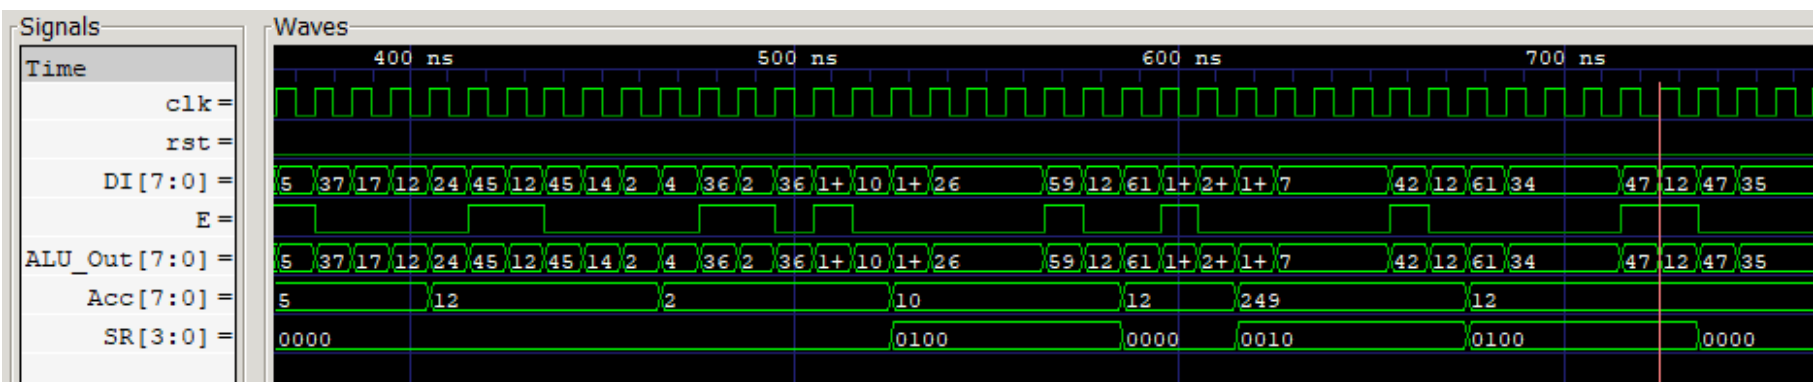 Signals Waves
Time 400 ns 500 ns 600 ns 700 ns
clk =
rst =
DI[7:0] = 5 37 17 12 24 45 12 45 14 2 4 36 2 36 1+ 10 1+ 26 59 12 61 1+ 2+ 1+ 7 42 12 61 34 47 12 47 35
E =
ALU_Out[7:0] = 5 37 17 12 24 45 12 45 14 2 4 36 2 36 1+ 10 1+ 26 59 12 61 1+ 2+ 1+ 7 42 12 61 34 47 12 47 35
Acc[7:0] = 5 12 2 10 12 249 12
SR[3:0] = 0000 0100 0000 0010 0100 0000